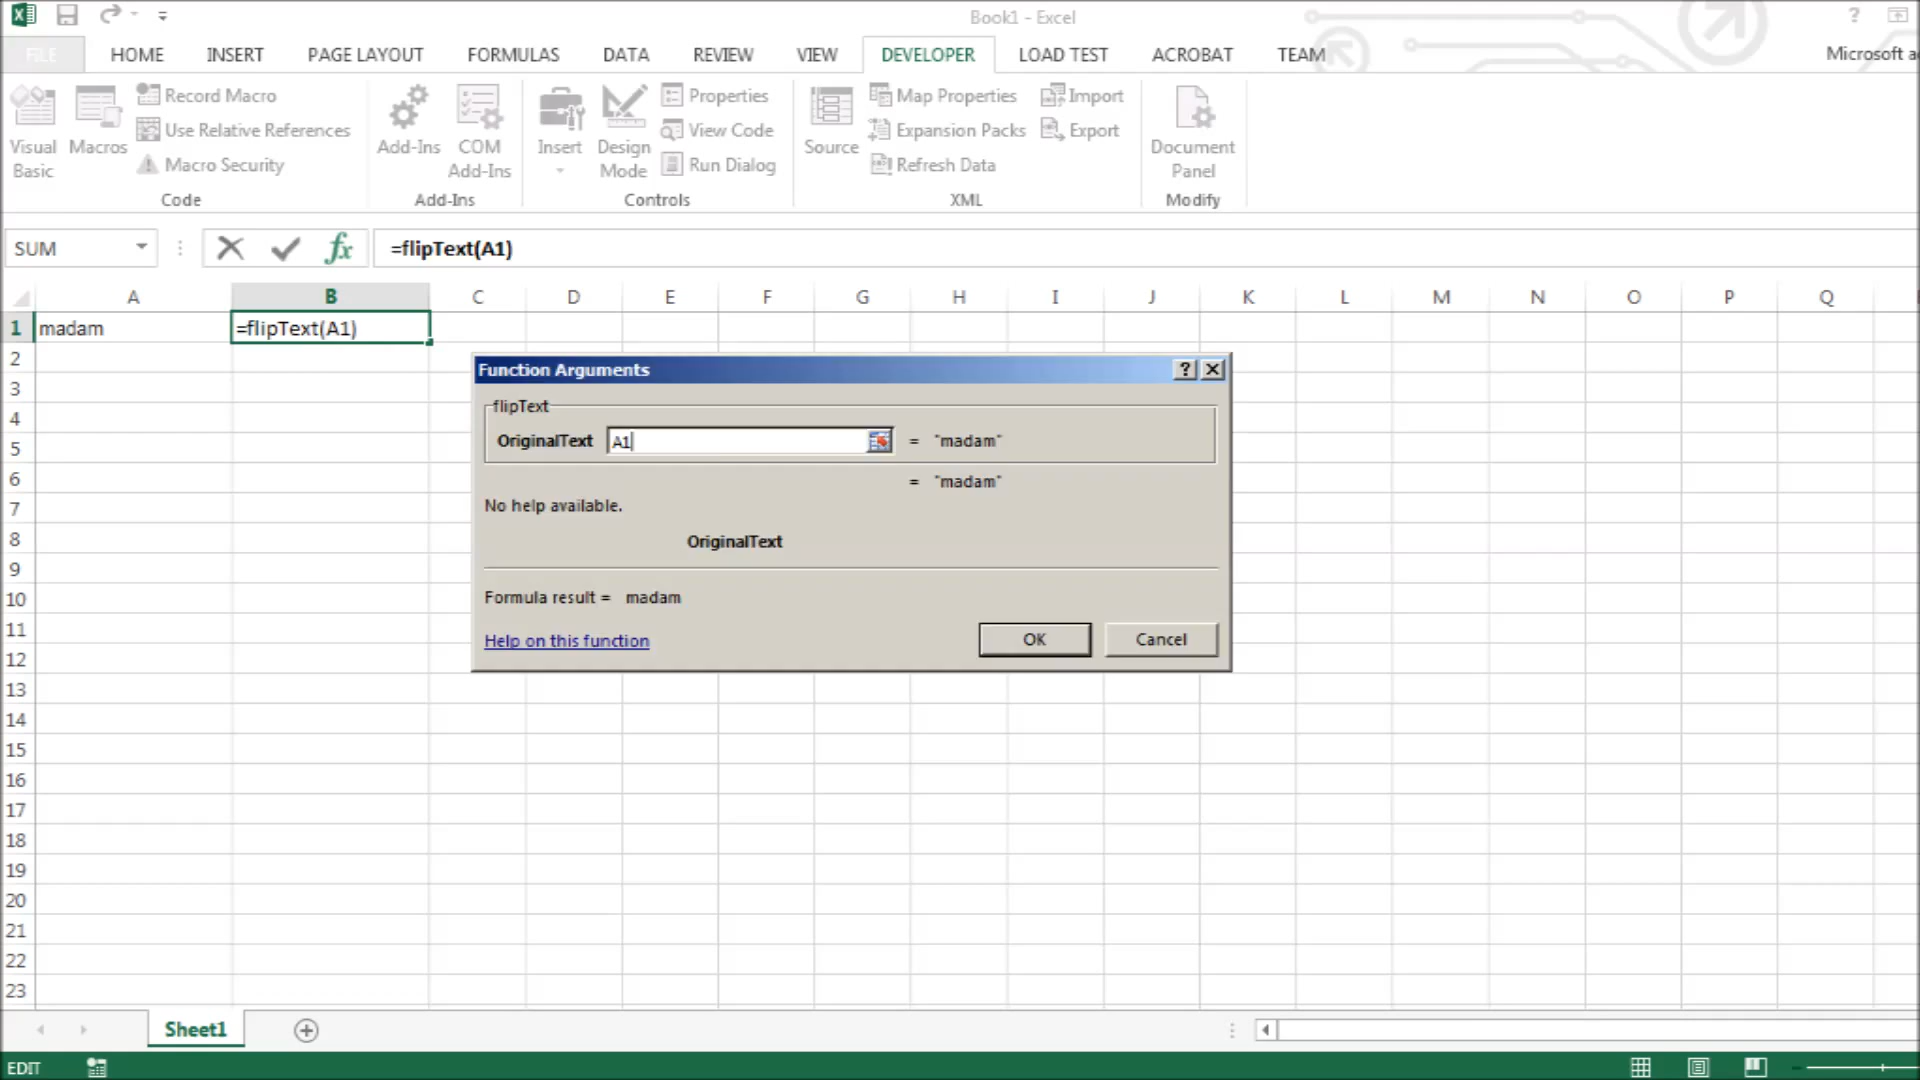 Book1 - Excel
?
FILE HOME INSERT PAGE LAYOUT FORMULAS DATA REVIEW VIEW DEVELOPER LOAD TEST ACROBAT TEAM Microsoft
Visual Basic
Macros
Record Macro
Use Relative References
Macro Security
Code
Add-Ins
COM Add-Ins
Add-Ins
Insert
Design Mode
Properties
View Code
Run Dialog
Controls
Source
Map Properties
Expansion Packs
Refresh Data
Import
Export
XML
Document Panel
Modify
SUM fx =flipText(A1)
A B C D E F G H I J K L M N O P Q
1 madam =flipText(A1)
2
3
4
5
6
7
8
9
10
11
12
13
14
15
16
17
18
19
20
21
22
23
Function Arguments ?
flipText
OriginalText A1 = "madam"
= "madam"
No help available.
OriginalText
Formula result = madam
Help on this function OK Cancel
Sheet1
EDIT